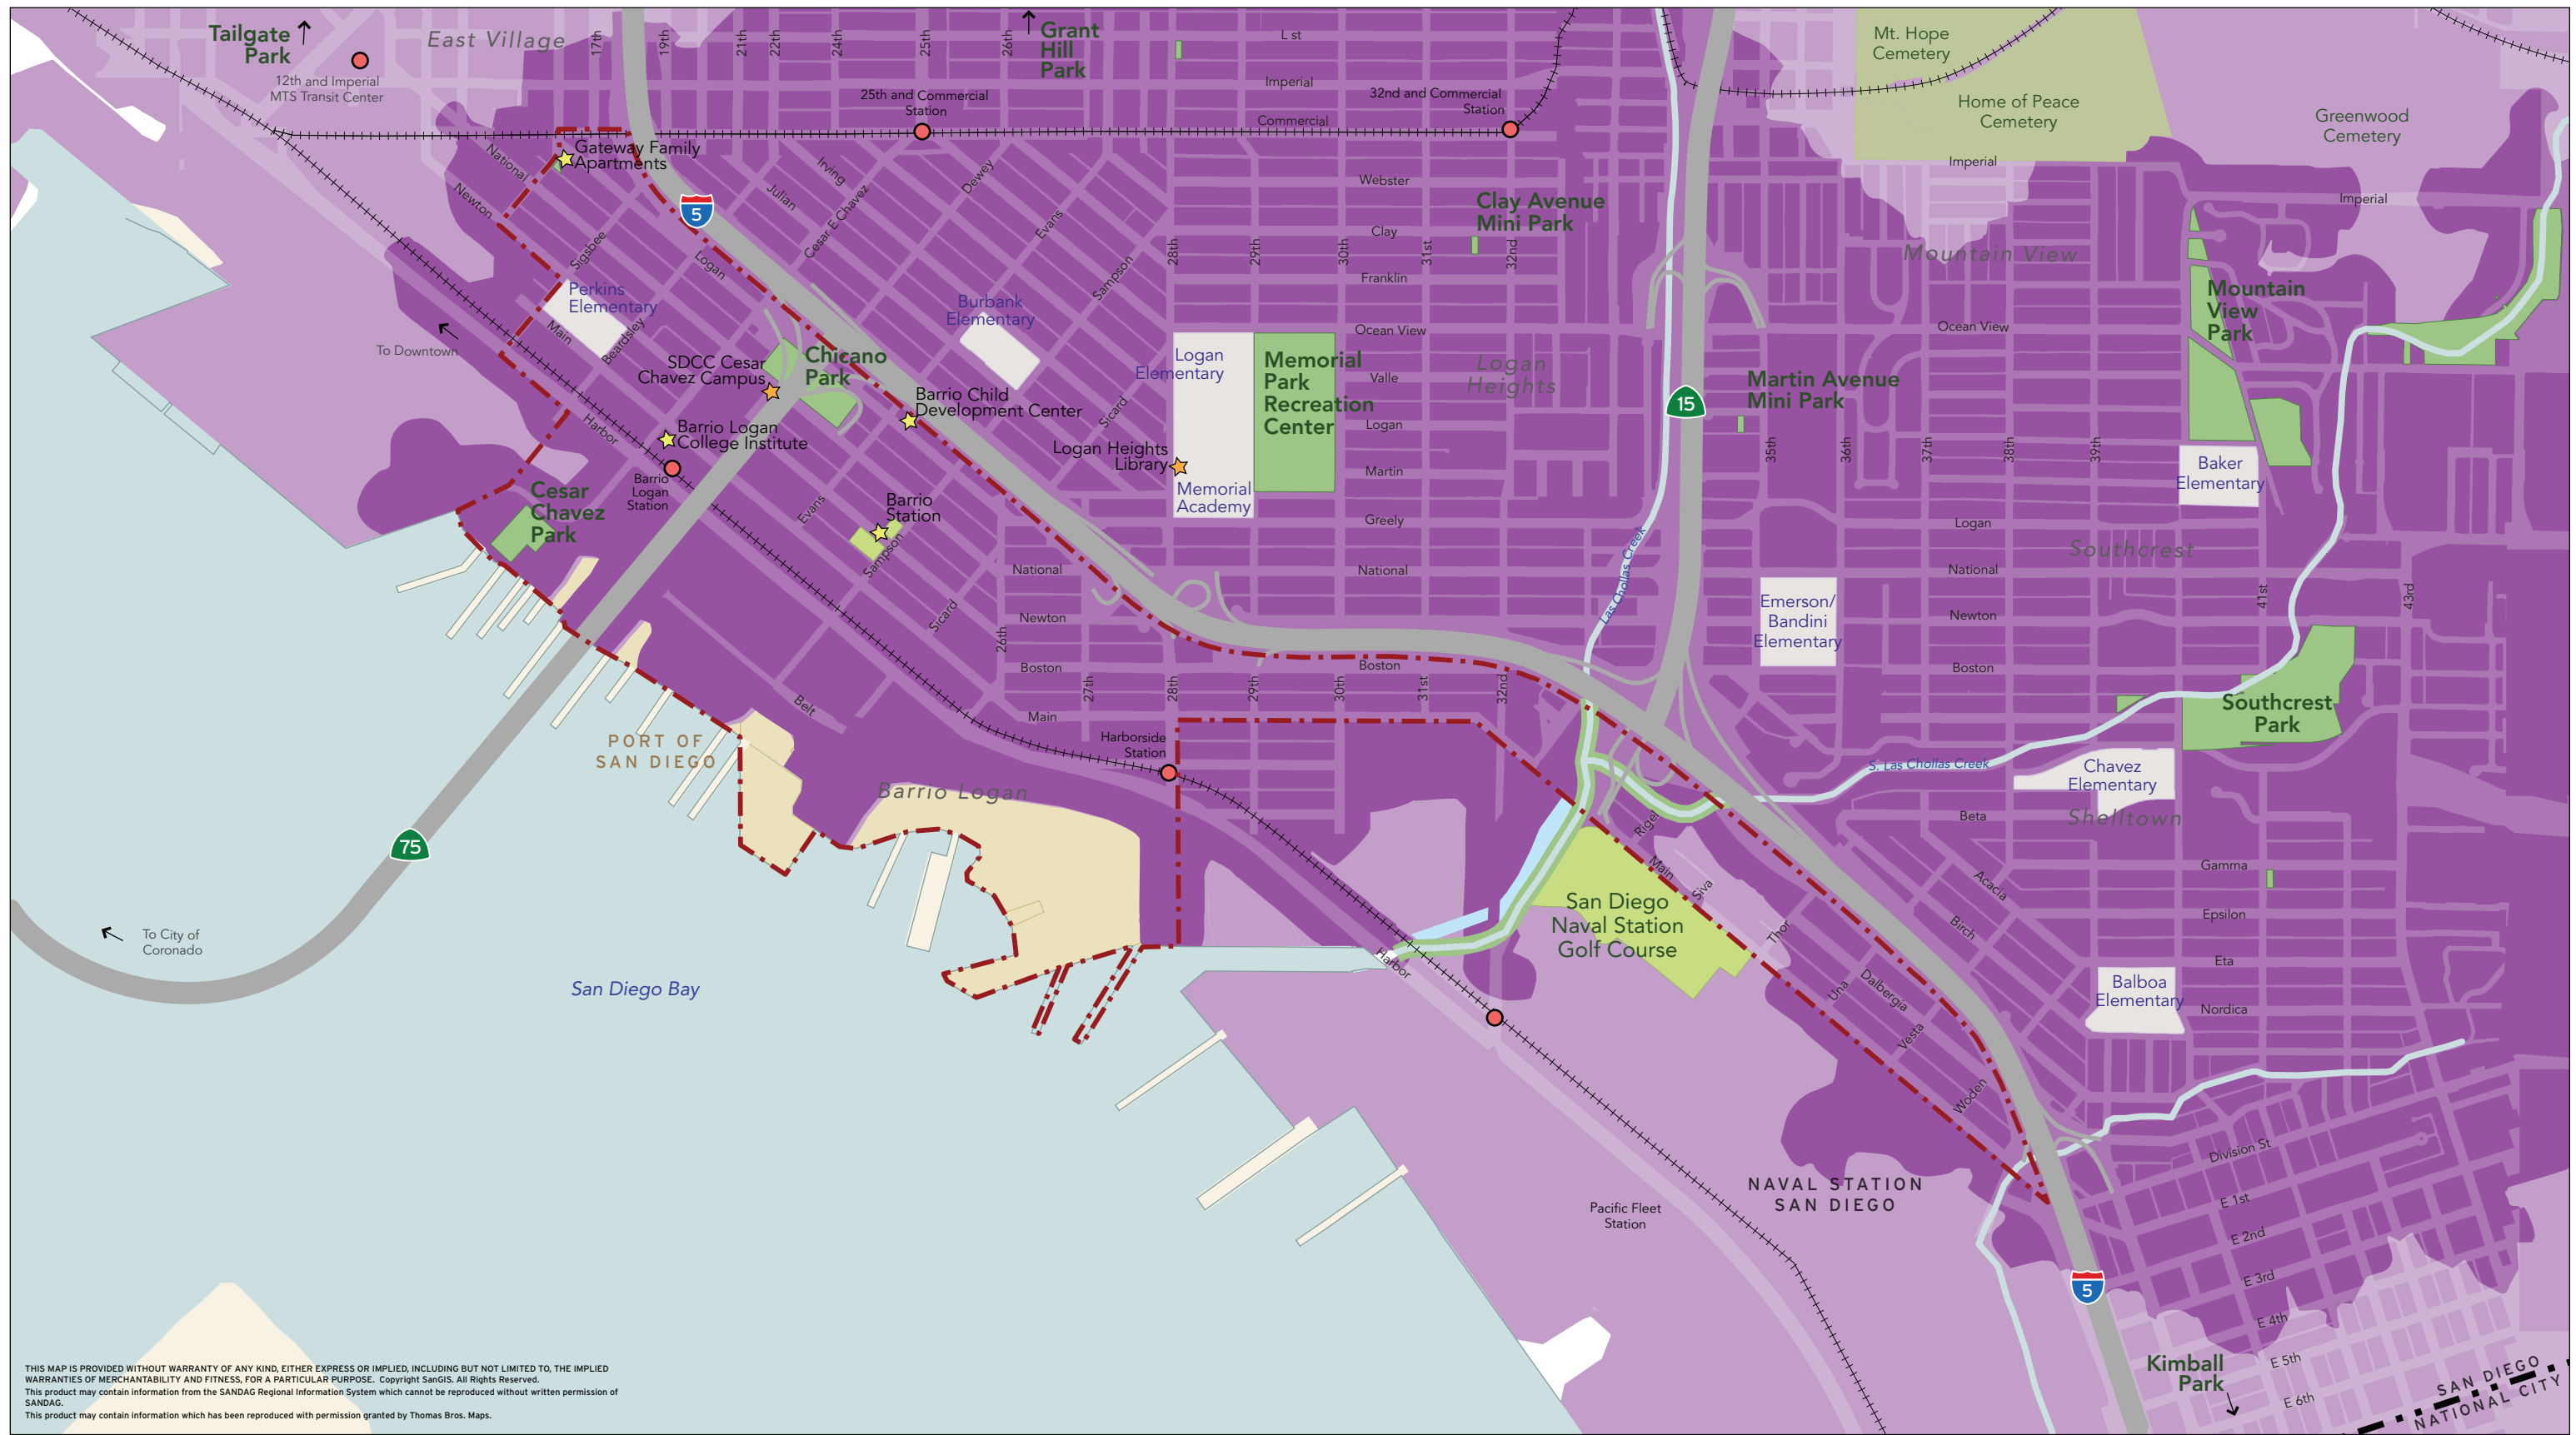 Tailgate
Park
12th and Imperial
MTS Transit Center
East Village
17th
19th
21th
22th
24th
25th
26th
Grant
Hill
Park
L st
Imperial
25th and Commercial
Station
32nd and Commercial
Station
Commercial
Mt. Hope
Cemetery
Home of Peace
Cemetery
Greenwood
Cemetery
Imperial
Imperial
National
Newton
Gateway Family
Apartments
5
Irving
Julian
Cesar E Chavez
Dewey
Evans
Sampson
Webster
Clay Avenue
Mini Park
Clay
28th
29th
30th
31st
32nd
Franklin
Mountain View
Mountain
View
Park
Sigsbee
Logan
Perkins
Elementary
Main
Beardsley
To Downtown
Burbank
Elementary
Ocean View
Ocean View
SDCC Cesar
Chavez Campus
Chicano
Park
Logan
Elementary
Memorial
Park
Recreation
Center
Valle
Logan
Heights
Martin Avenue
Mini Park
15
Barrio Child
Development Center
Sicard
Logan
Harbor
Barrio Logan
College Institute
Logan Heights
Library
Martin
35th
36th
37th
38th
39th
Baker
Elementary
Barrio
Logan
Station
Cesar
Chavez
Park
Memorial
Academy
Evans
Barrio
Station
Sampson
Greely
Logan
Southcrest
Las Chollas Creek
National
National
National
Emerson/
Bandini
Elementary
41st
43rd
Sicard
Newton
Newton
26th
Boston
Boston
Boston
27th
28th
29th
30th
31st
32nd
Belt
Main
Southcrest
Park
PORT OF
SAN DIEGO
Harborside
Station
S. Las Chollas Creek
Chavez
Elementary
Barrio Logan
Beta
Shelltown
Rigel
75
Main
Siva
Gamma
Acacia
San Diego
Naval Station
Golf Course
Epsilon
Birch
Thor
To City of
Coronado
Harbor
Eta
San Diego Bay
Una
Dalbergia
Balboa
Elementary
Nordica
Vesta
Woden
Division St
NAVAL STATION
SAN DIEGO
Pacific Fleet
Station
E 1st
E 2nd
E 3rd
5
E 4th
E 5th
E 6th
Kimball
Park
SAN DIEGO
NATIONAL CITY
THIS MAP IS PROVIDED WITHOUT WARRANTY OF ANY KIND, EITHER EXPRESS OR IMPLIED, INCLUDING BUT NOT LIMITED TO, THE IMPLIED
WARRANTIES OF MERCHANTABILITY AND FITNESS, FOR A PARTICULAR PURPOSE. Copyright SanGIS. All Rights Reserved.
This product may contain information from the SANDAG Regional Information System which cannot be reproduced without written permission of
SANDAG.
This product may contain information which has been reproduced with permission granted by Thomas Bros. Maps.